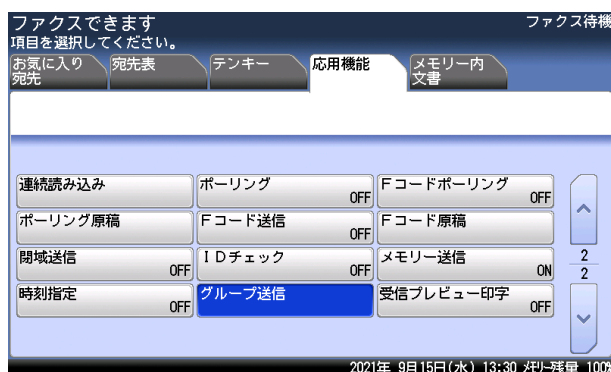 ファクスできます
ファクス待機
項目を選択してください。
お気に入り
宛先
宛先表
テンキー
応用機能
メモリー内
文書
連続読み込み
ポーリング
OFF
Fコードポーリング
OFF
ポーリング原稿
Fコード送信
OFF
Fコード原稿
閉域送信
OFF
IDチェック
OFF
メモリー送信
ON
2
2
時刻指定
OFF
グループ送信
受信プレビュー印字
OFF
2021年 9月15日(水) 13:30 メモリー残量 100%